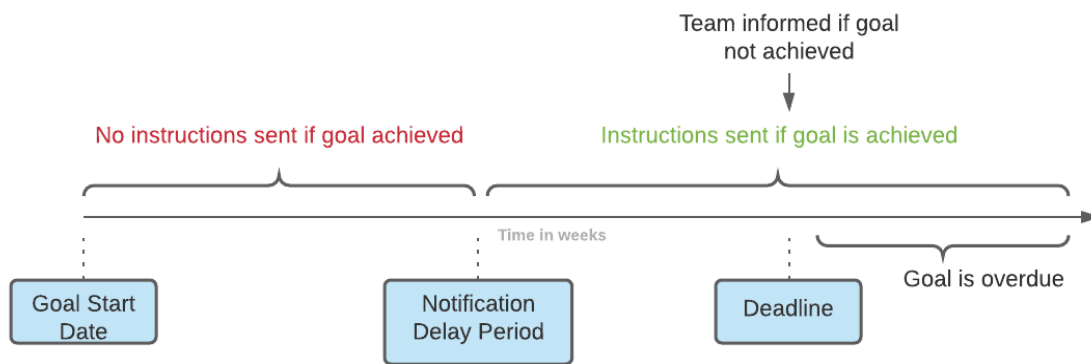 Team informed if goal
not achieved
No instructions sent if goal achieved
Instructions sent if goal is achieved
Time in weeks
Goal is overdue
Goal Start
Date
Notification
Delay Period
Deadline